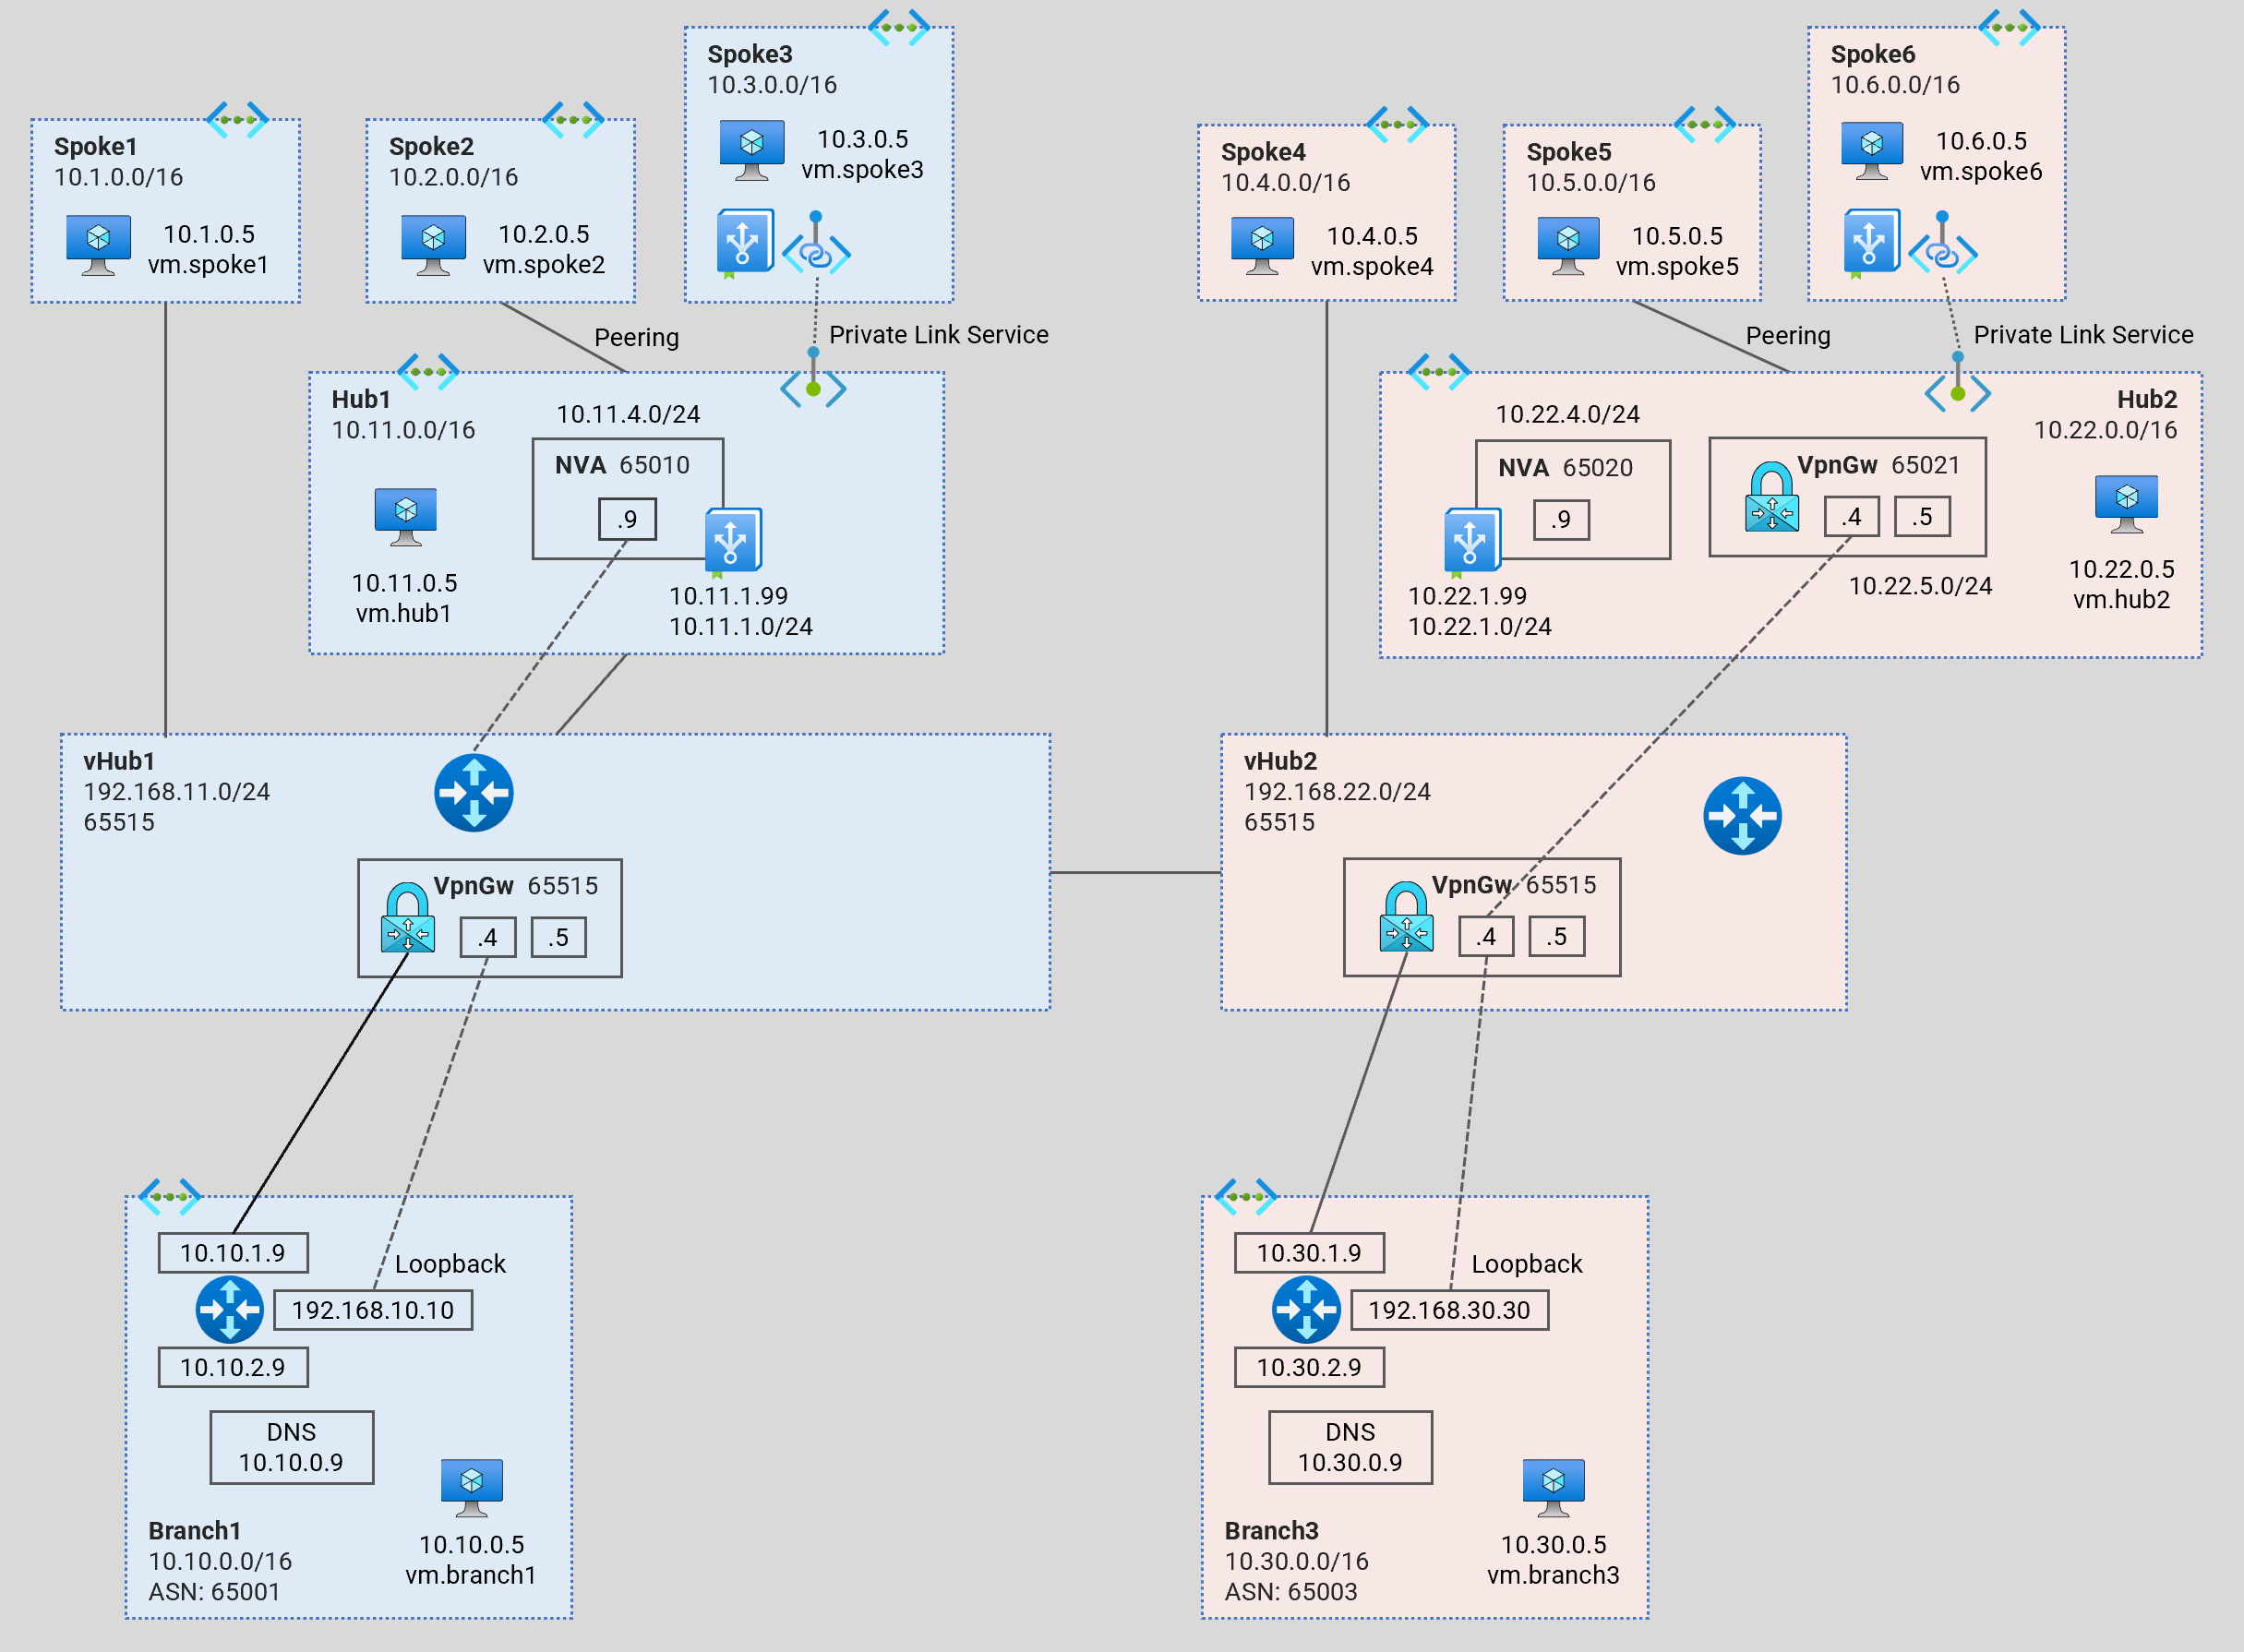 Spoke3
10.3.0.0/16
10.3.0.5
vm.spoke3
Spoke6
10.6.0.0/16
10.6.0.5
vm.spoke6
Spoke1
10.1.0.0/16
10.1.0.5
vm.spoke1
Spoke2
10.2.0.0/16
10.2.0.5
vm.spoke2
Spoke4
10.4.0.0/16
10.4.0.5
vm.spoke4
Spoke5
10.5.0.0/16
10.5.0.5
vm.spoke5
Peering
Private Link Service
Peering
Private Link Service
Hub1
10.11.0.0/16
10.11.4.0/24
NVA 65010
.9
10.11.0.5
vm.hub1
10.11.1.99
10.11.1.0/24
10.22.4.0/24
NVA 65020
.9
10.22.1.99
10.22.1.0/24
VpnGw 65021
.4
.5
10.22.5.0/24
Hub2
10.22.0.0/16
10.22.0.5
vm.hub2
vHub1
192.168.11.0/24
65515
VpnGw 65515
.4
.5
vHub2
192.168.22.0/24
65515
VpnGw 65515
.4
.5
10.10.1.9
Loopback
192.168.10.10
10.10.2.9
DNS
10.10.0.9
Branch1
10.10.0.0/16
ASN: 65001
10.10.0.5
vm.branch1
10.30.1.9
Loopback
192.168.30.30
10.30.2.9
DNS
10.30.0.9
Branch3
10.30.0.0/16
ASN: 65003
10.30.0.5
vm.branch3